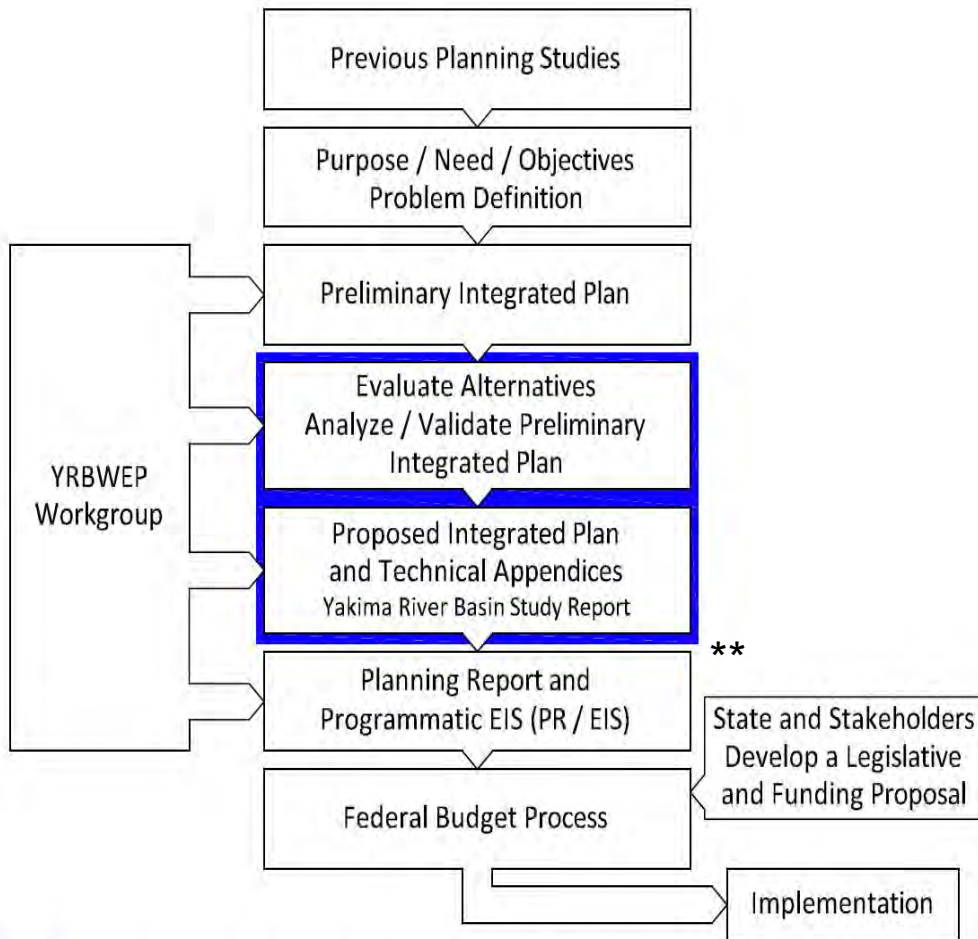 Previous Planning Studies
Purpose / Need / Objectives
Problem Definition
Preliminary Integrated Plan
Evaluate Alternatives
Analyze / Validate Preliminary
Integrated Plan
YRBWEP
Workgroup
Proposed Integrated Plan
and Technical Appendices
Yakima River Basin Study Report
**
Planning Report and
Programmatic EIS (PR / EIS)
State and Stakeholders
Develop a Legislative
and Funding Proposal
Federal Budget Process
Implementation